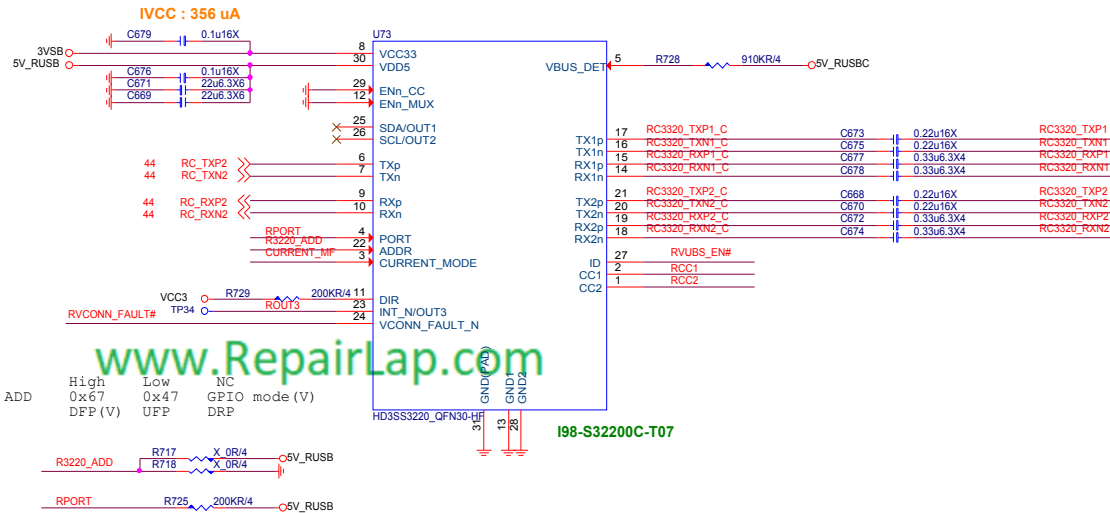 IVCC : 356 uA
C679 0.1u16X
U73
3VSB
8 VCC33
5V_RUSB
30 VDD5
VBUS_DET 5 R728 910KR/4 5V_RUSBC
C676 0.1u16X
C671 22u6.3X6
C669 22u6.3X6
29 ENn_CC
12 ENn_MUX
25 SDA/OUT1
26 SCL/OUT2
TX1p 17 RC3320_TXP1_C C673 0.22u16X RC3320_TXP1
TX1n 16 RC3320_TXN1_C C675 0.22u16X RC3320_TXN1
RX1p 15 RC3320_RXP1_C C677 0.33u6.3X4 RC3320_RXP1
RX1n 14 RC3320_RXN1_C C678 0.33u6.3X4 RC3320_RXN1
44 RC_TXP2 6 TXp
44 RC_TXN2 7 TXn
44 RC_RXP2 9 RXp
44 RC_RXN2 10 RXn
TX2p 21 RC3320_TXP2_C C668 0.22u16X RC3320_TXP2
TX2n 20 RC3320_TXN2_C C670 0.22u16X RC3320_TXN2
RX2p 19 RC3320_RXP2_C C672 0.33u6.3X4 RC3320_RXP2
RX2n 18 RC3320_RXN2_C C674 0.33u6.3X4 RC3320_RXN2
RPORT 4 PORT
R3220_ADD 22 ADDR
CURRENT_MF 3 CURRENT_MODE
ID 27 RVUBS_EN#
CC1 2 RCC1
CC2 1 RCC2
VCC3 R729 200KR/4 11 DIR
TP34 ROUT3 23 INT_N/OUT3
RVCONN_FAULT# 24 VCONN_FAULT_N
www.RepairLap.com
GND(PAD) GND1 GND2
31 13 28
High Low NC
ADD 0x67 0x47 GPIO mode(V)
DFP(V) UFP DRP
HD3SS3220_QFN30-HF
I98-S32200C-T07
R717 X_0R/4 5V_RUSB
R3220_ADD R718 X_0R/4
RPORT R725 200KR/4 5V_RUSB